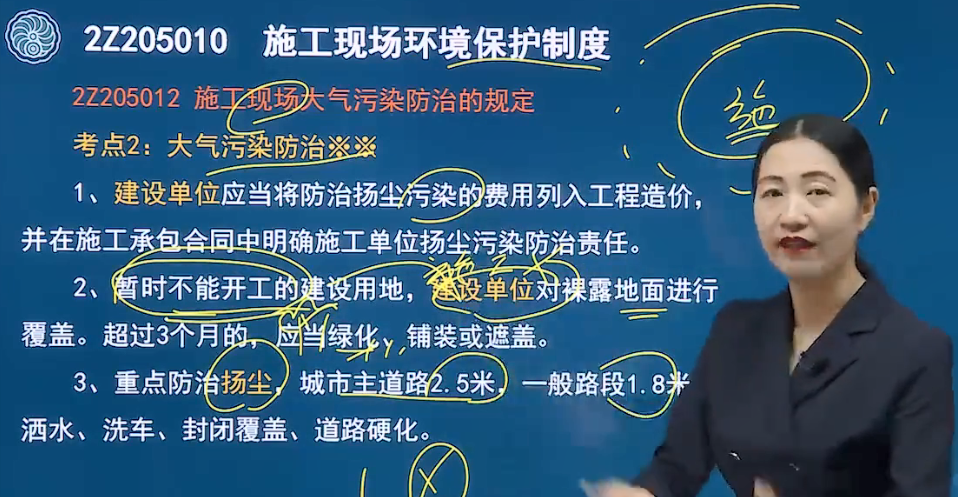 2Z205010 施工现场环境保护制度
2Z205012 施工现场大气污染防治的规定
考点2：大气污染防治※※
1、建设单位应当将防治扬尘污染的费用列入工程造价，
并在施工承包合同中明确施工单位扬尘污染防治责任。
2、暂时不能开工的建设用地，建设单位对裸露地面进行
覆盖。超过3个月的，应当绿化、铺装或遮盖。
3、重点防治扬尘，城市主道路2.5米，一般路段1.8米
洒水、洗车、封闭覆盖、道路硬化。